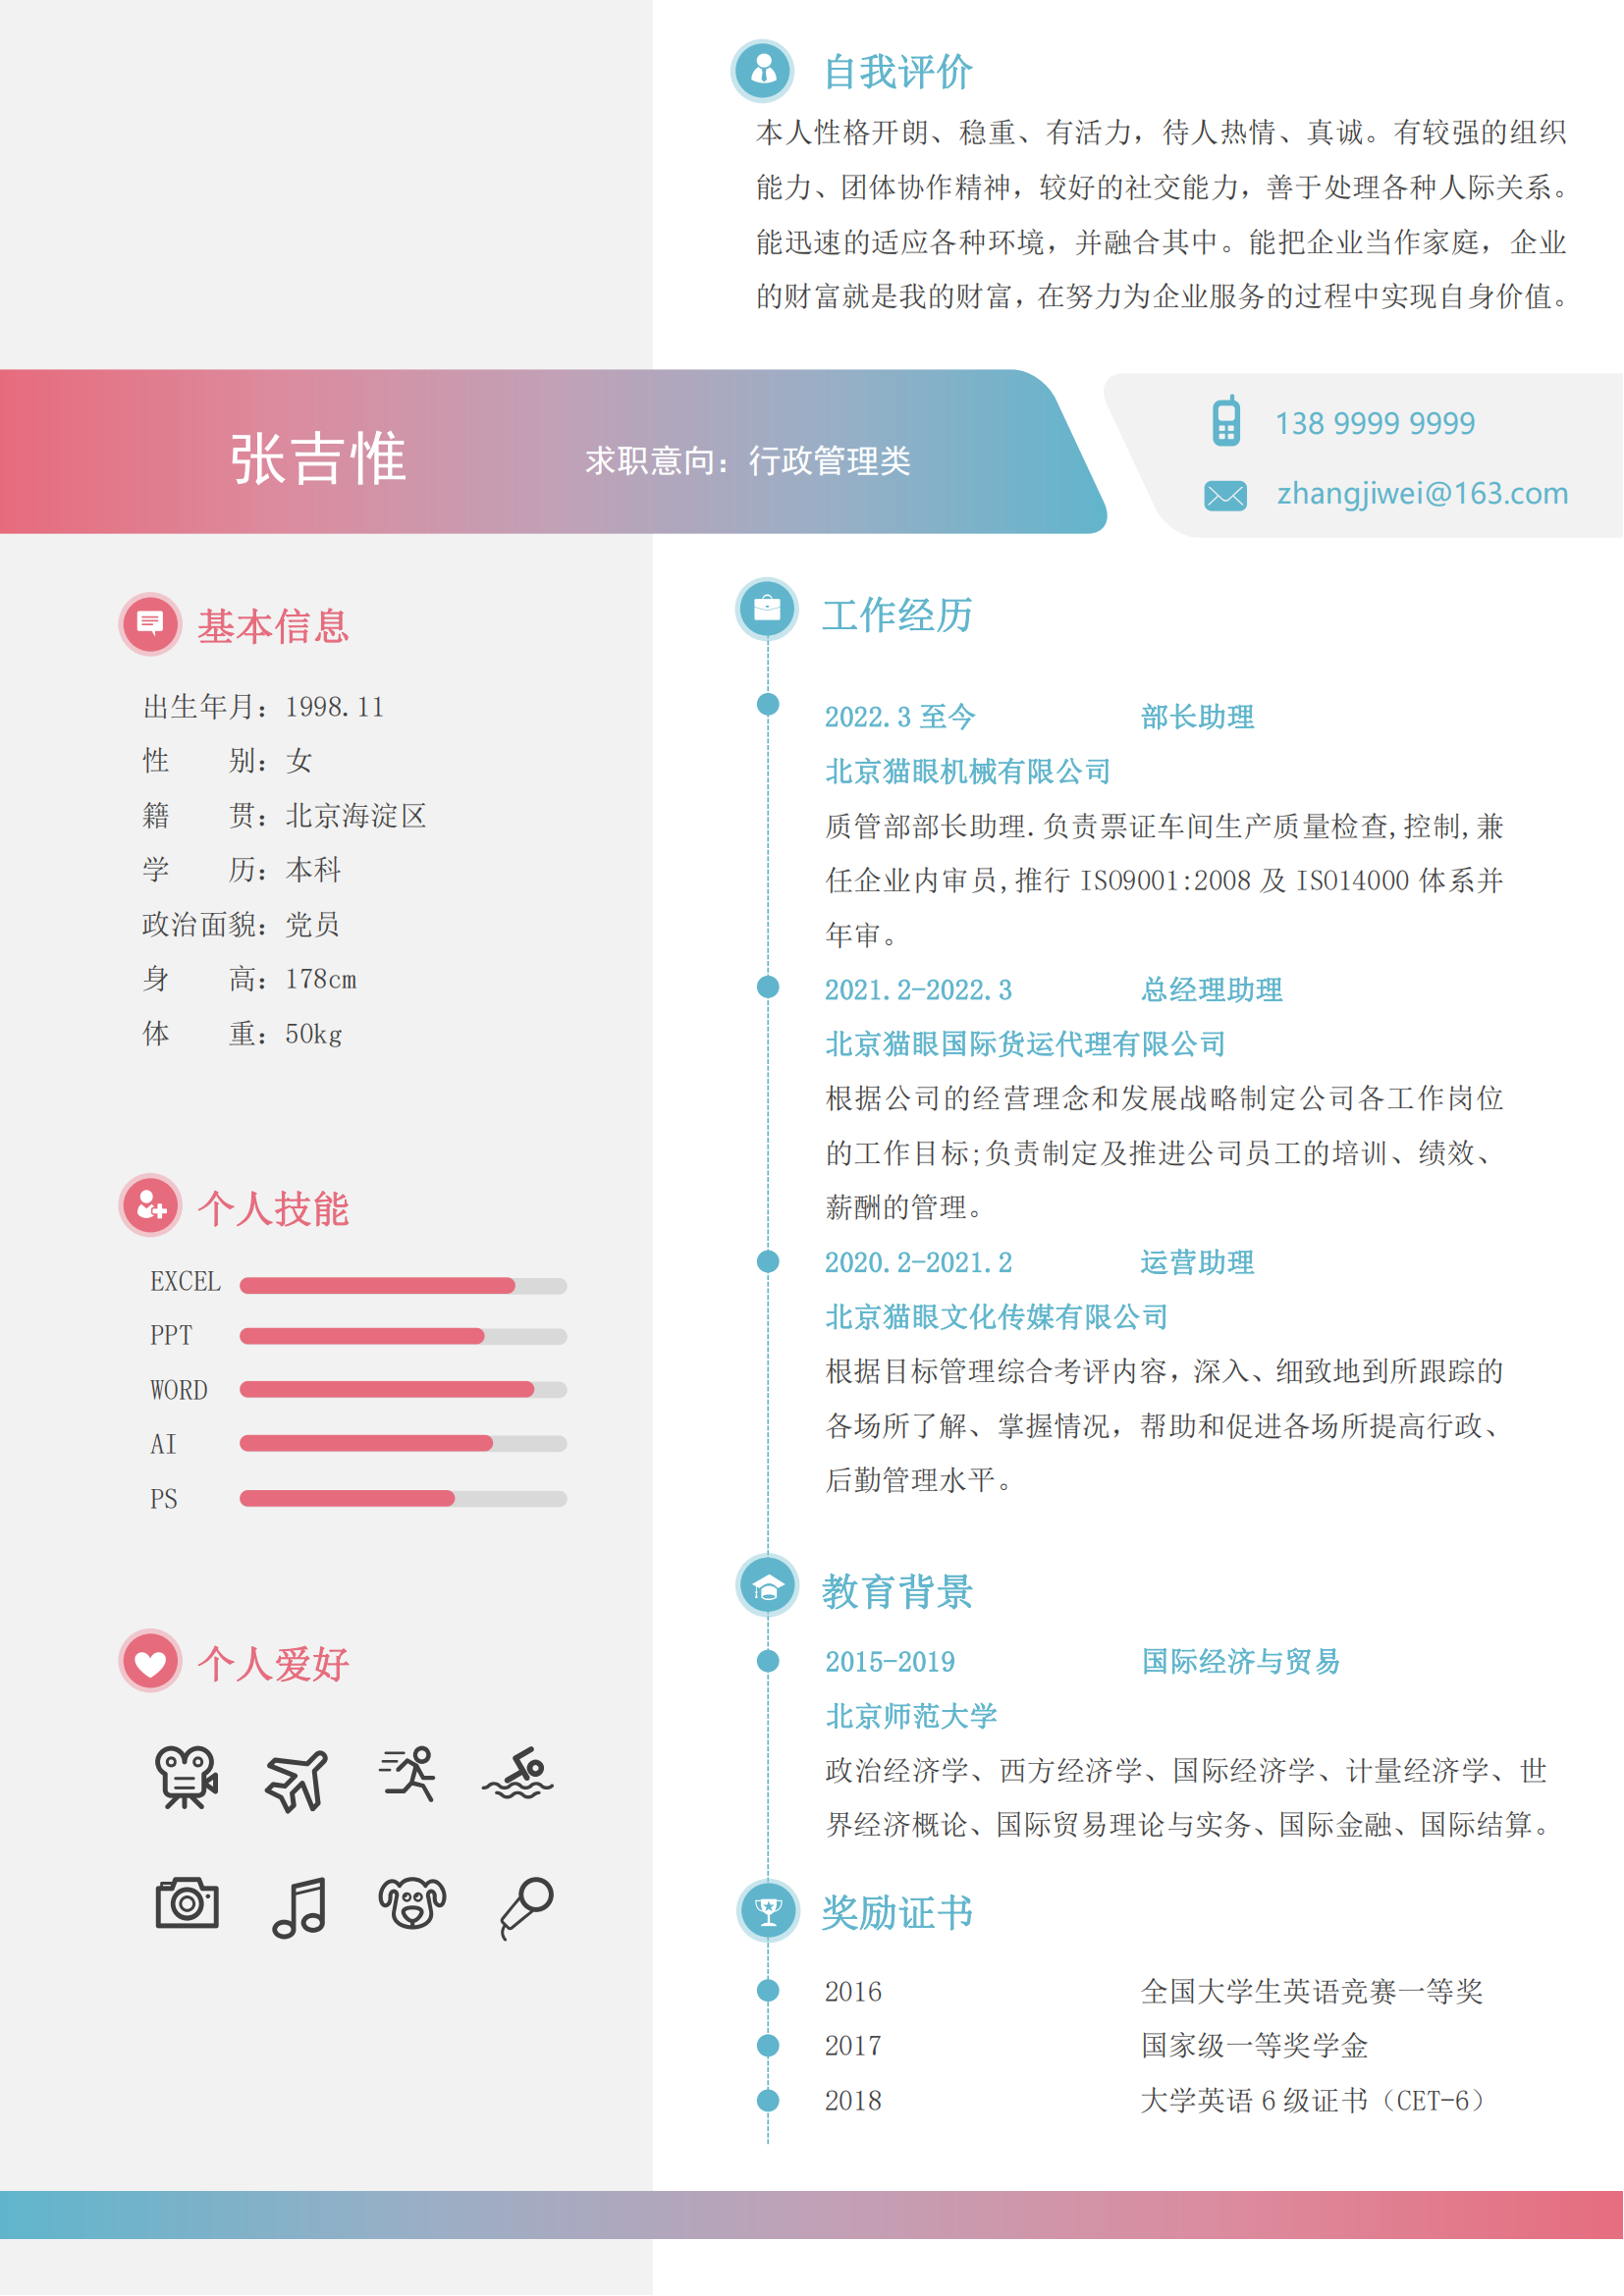 自我评价
本人性格开朗、稳重、有活力，待人热情、真诚。有较强的组织
能力、团体协作精神，较好的社交能力，善于处理各种人际关系。
能迅速的适应各种环境，并融合其中。能把企业当作家庭，企业
的财富就是我的财富，在努力为企业服务的过程中实现自身价值。
张吉惟
求职意向：行政管理类
138 9999 9999
zhangjiwei@163.com
基本信息
出生年月：1998.11
性　　别：女
籍　　贯：北京海淀区
学　　历：本科
政治面貌：党员
身　　高：178cm
体　　重：50kg
个人技能
EXCEL
PPT
WORD
AI
PS
个人爱好
工作经历
2022.3 至今　　部长助理
北京猫眼机械有限公司
质管部部长助理.负责票证车间生产质量检查,控制,兼
任企业内审员,推行 ISO9001:2008 及 ISO14000 体系并
年审。
2021.2-2022.3　　总经理助理
北京猫眼国际货运代理有限公司
根据公司的经营理念和发展战略制定公司各工作岗位
的工作目标;负责制定及推进公司员工的培训、绩效、
薪酬的管理。
2020.2-2021.2　　运营助理
北京猫眼文化传媒有限公司
根据目标管理综合考评内容，深入、细致地到所跟踪的
各场所了解、掌握情况，帮助和促进各场所提高行政、
后勤管理水平。
教育背景
2015-2019　　国际经济与贸易
北京师范大学
政治经济学、西方经济学、国际经济学、计量经济学、世
界经济概论、国际贸易理论与实务、国际金融、国际结算。
奖励证书
2016　　全国大学生英语竞赛一等奖
2017　　国家级一等奖学金
2018　　大学英语 6 级证书（CET-6）